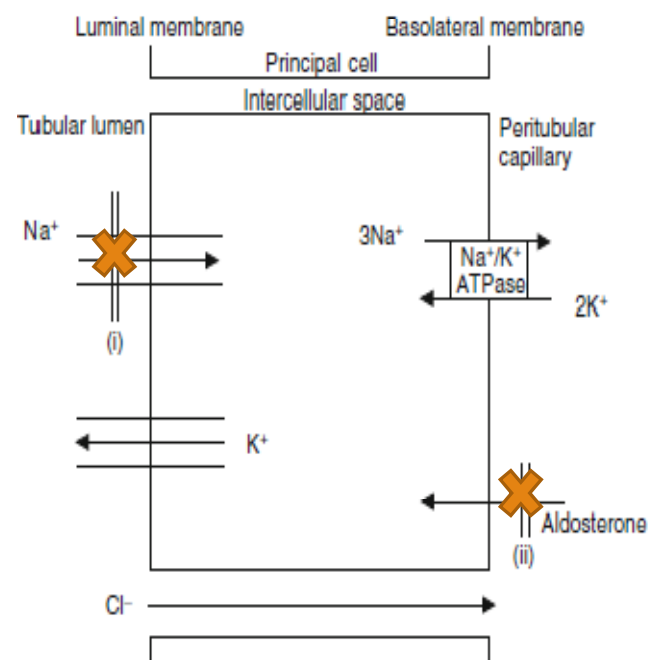 Luminal membrane
Basolateral membrane
Principal cell
Intercellular space
Tubular lumen
Peritubular
capillary
Na⁺
3Na⁺
Na⁺/K⁺
ATPase
2K⁺
(i)
K⁺
Aldosterone
(ii)
Cl⁻